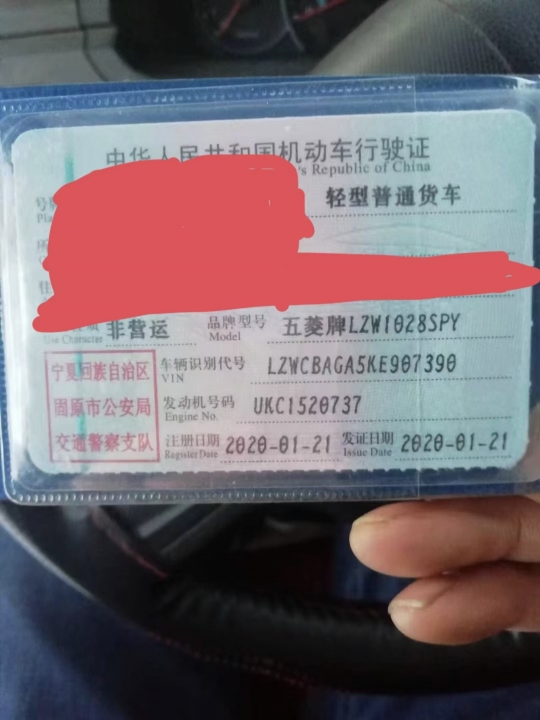 中华人民共和国机动车行驶证
's Republic of China
轻型普通货车
非营运
Use Character
品牌型号 五菱牌LZW1028SPY
Model
宁夏回族自治区
固原市公安局
交通警察支队
车辆识别代号 LZWCBAGA5KE907390
VIN
发动机号码 UKC1520737
Engine No.
注册日期 2020-01-21 发证日期 2020-01-21
Register Date Issue Date